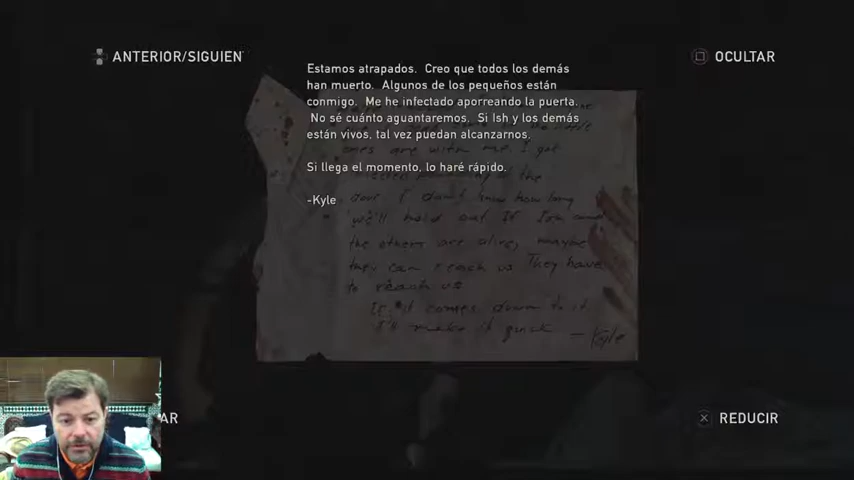 ANTERIOR/SIGUIEN
OCULTAR
Estamos atrapados. Creo que todos los demás
han muerto. Algunos de los pequeños están
conmigo. Me he infectado aporreando la puerta.
No sé cuánto aguantaremos. Si Ish y los demás
están vivos, tal vez puedan alcanzarnos.
Si llega el momento, lo haré rápido.
-Kyle
ones are with me. I got
the
door I don't know how long
we'll hold out If Ish and
the others are alive, maybe
they can reach us They have
to reach us
If it comes down to it
I'll make it quick - Kyle
AR
REDUCIR